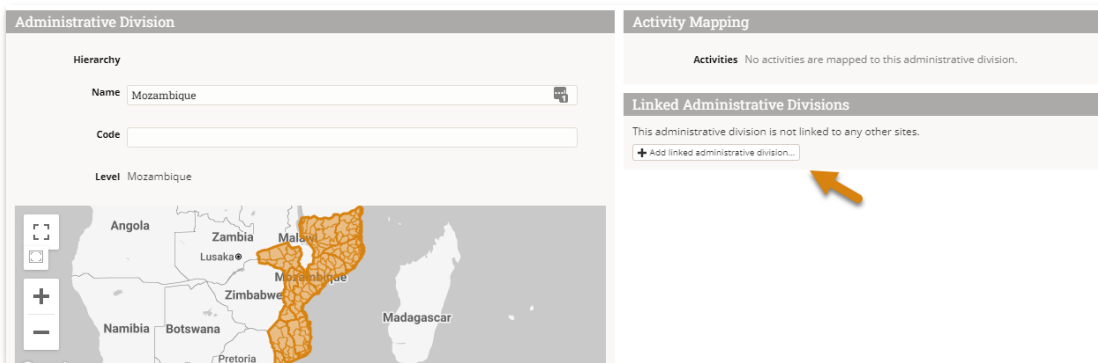 Administrative Division
Hierarchy
Name Mozambique
Code
Level Mozambique
Angola
Zambia
Malawi
Lusaka
Mozambique
Zimbabwe
Madagascar
Namibia
Botswana
Pretoria
Activity Mapping
Activities No activities are mapped to this administrative division.
Linked Administrative Divisions
This administrative division is not linked to any other sites.
+ Add linked administrative division...